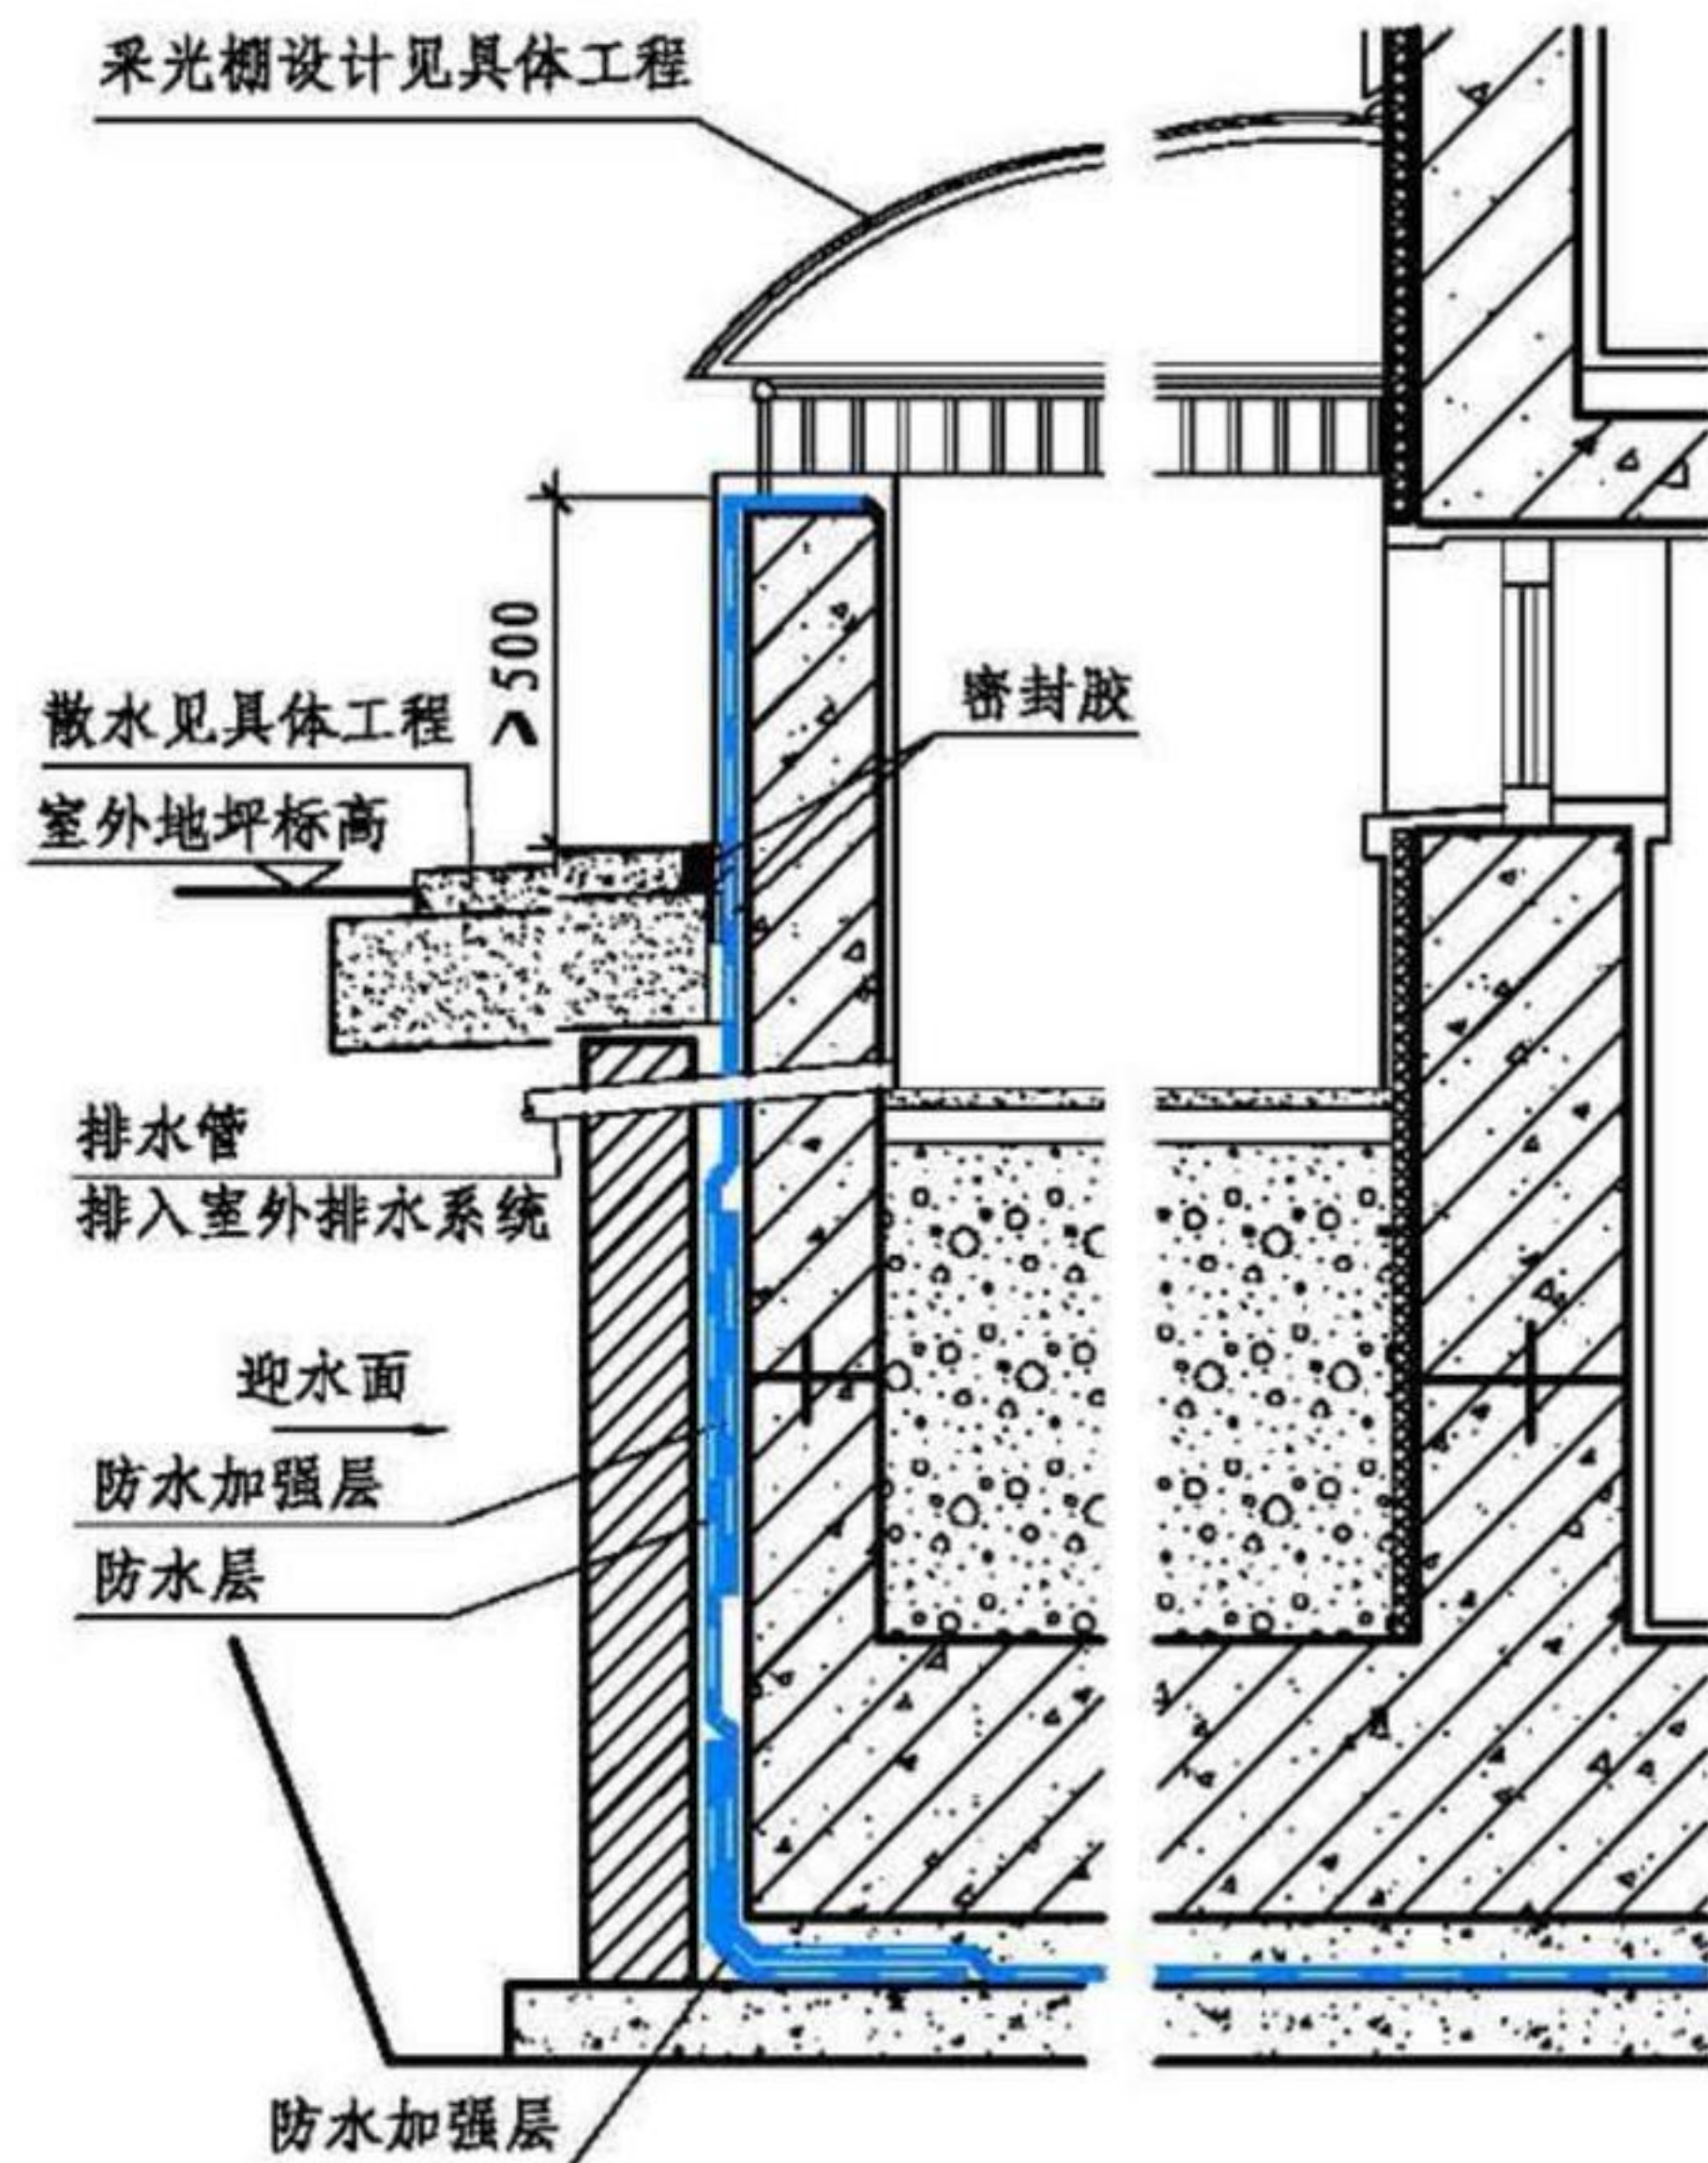 采光棚设计见具体工程
>500
密封胶
散水见具体工程
室外地坪标高
排水管
排入室外排水系统
迎水面
防水加强层
防水层
防水加强层